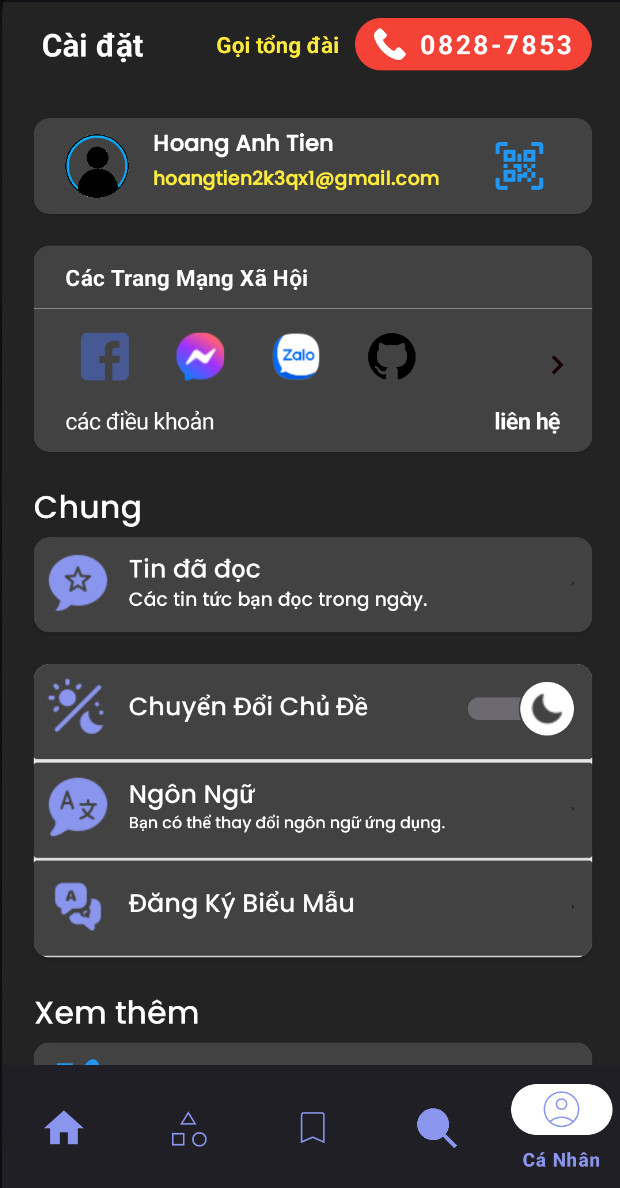 Cài đặt
Gọi tổng đài
0828-7853
Hoang Anh Tien
hoangtien2k3qx1@gmail.com
Các Trang Mạng Xã Hội
Zalo
các điều khoản
liên hệ
Chung
Tin đã đọc
Các tin tức bạn đọc trong ngày.
Chuyển Đổi Chủ Đề
A 文
Ngôn Ngữ
Bạn có thể thay đổi ngôn ngữ ứng dụng.
A
Đăng Ký Biểu Mẫu
Xem thêm
Cá Nhân